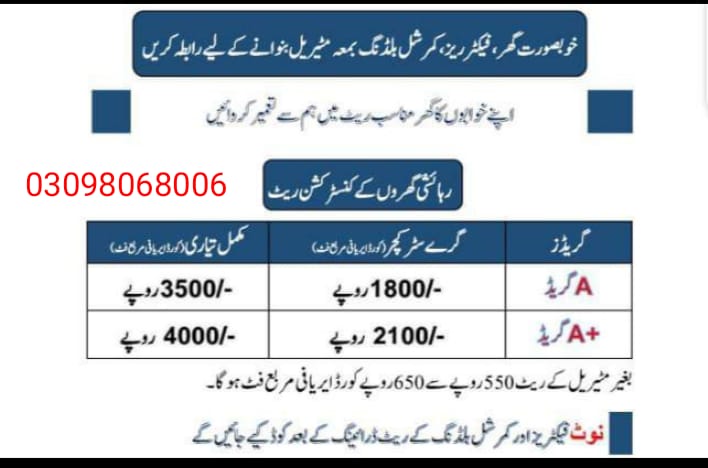 خوبصورت گھر، فیکٹریز، کمرشل بلڈنگ بمعہ مٹیریل بنوانے کے لیے رابطہ کریں
اپنے خوابوں کا گھر مناسب ریٹ میں ہم سے تعمیر کروائیں
رہائشی گھروں کے کنسٹرکشن ریٹ
03098068006
گریڈز گرے سٹرکچر (کورڈ ایریا فی مربع فٹ) مکمل تیاری (کورڈ ایریا فی مربع فٹ)
A گریڈ 1800/- روپے 3500/- روپے
A+ گریڈ 2100/- روپے 4000/- روپے
بغیر مٹیریل کے ریٹ 550 روپے سے 650 روپے کورڈ ایریا فی مربع فٹ ہو گا۔
نوٹ فیکٹریز اور کمرشل بلڈنگ کے ریٹ ڈرائینگ کے بعد کوڈ کیے جائیں گے